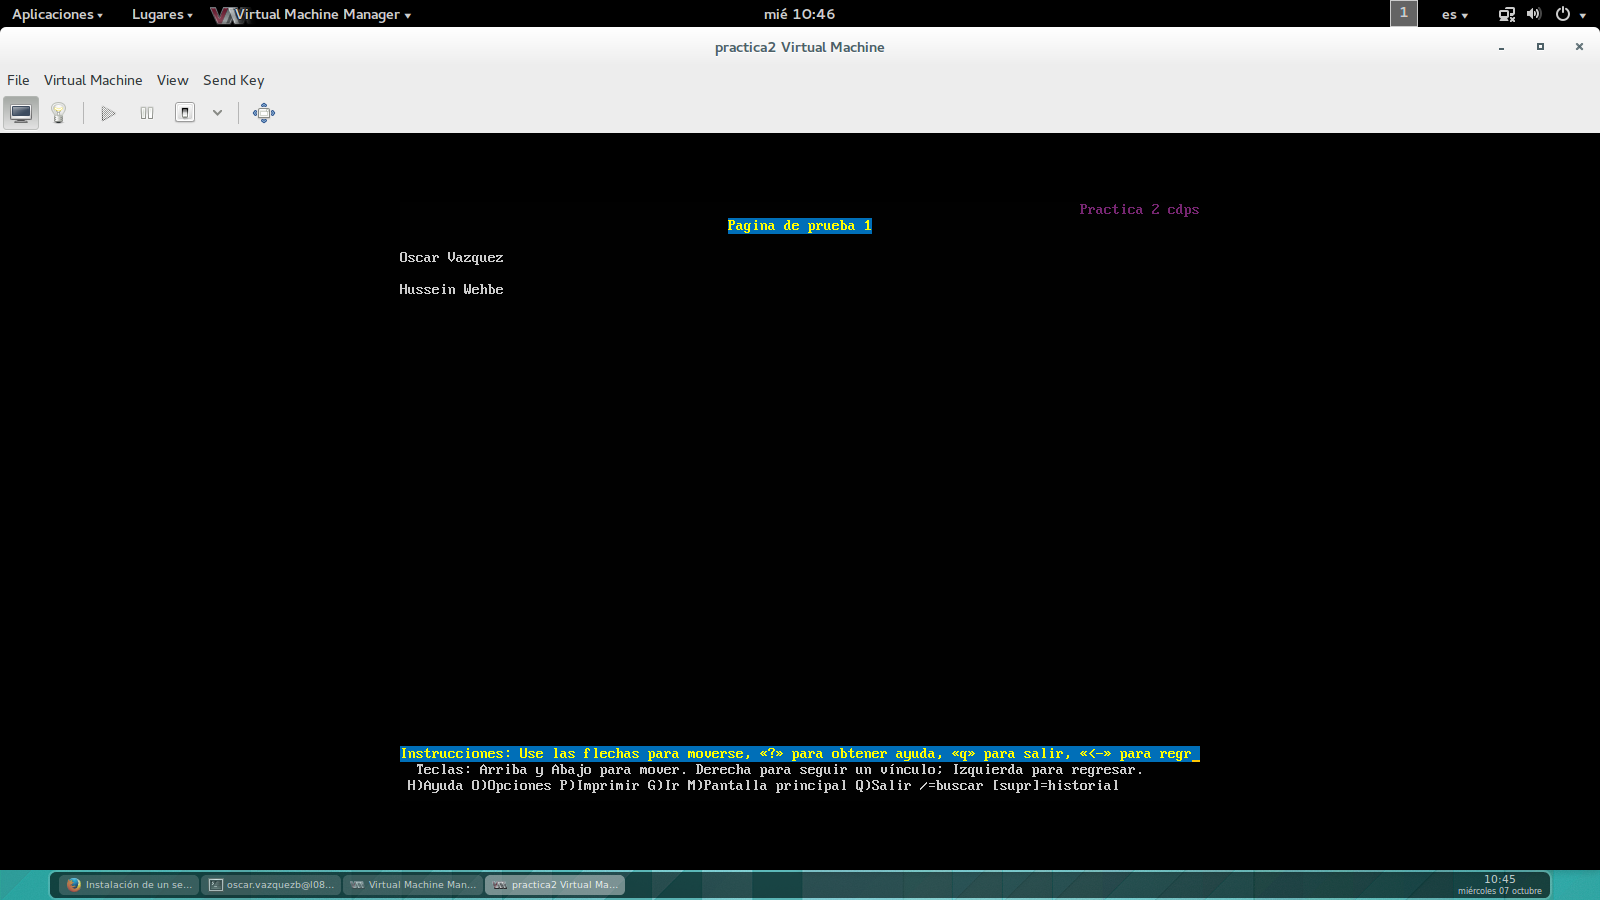 Aplicaciones Lugares Virtual Machine Manager mié 10:46 1 es
practica2 Virtual Machine
File Virtual Machine View Send Key
Practica 2 cdps
Pagina de prueba 1
Oscar Vazquez
Hussein Wehbe
Instrucciones: Use las flechas para moverse, «?» para obtener ayuda, «q» para salir, «<-» para regr_
Teclas: Arriba y Abajo para mover. Derecha para seguir un vínculo; Izquierda para regresar.
H)Ayuda O)Opciones P)Imprimir G)Ir M)Pantalla principal Q)Salir /=buscar [supr]=historial
Instalación de un se... oscar.vazquezb@l08... Virtual Machine Man... practica2 Virtual Ma... 10:45
miércoles 07 octubre